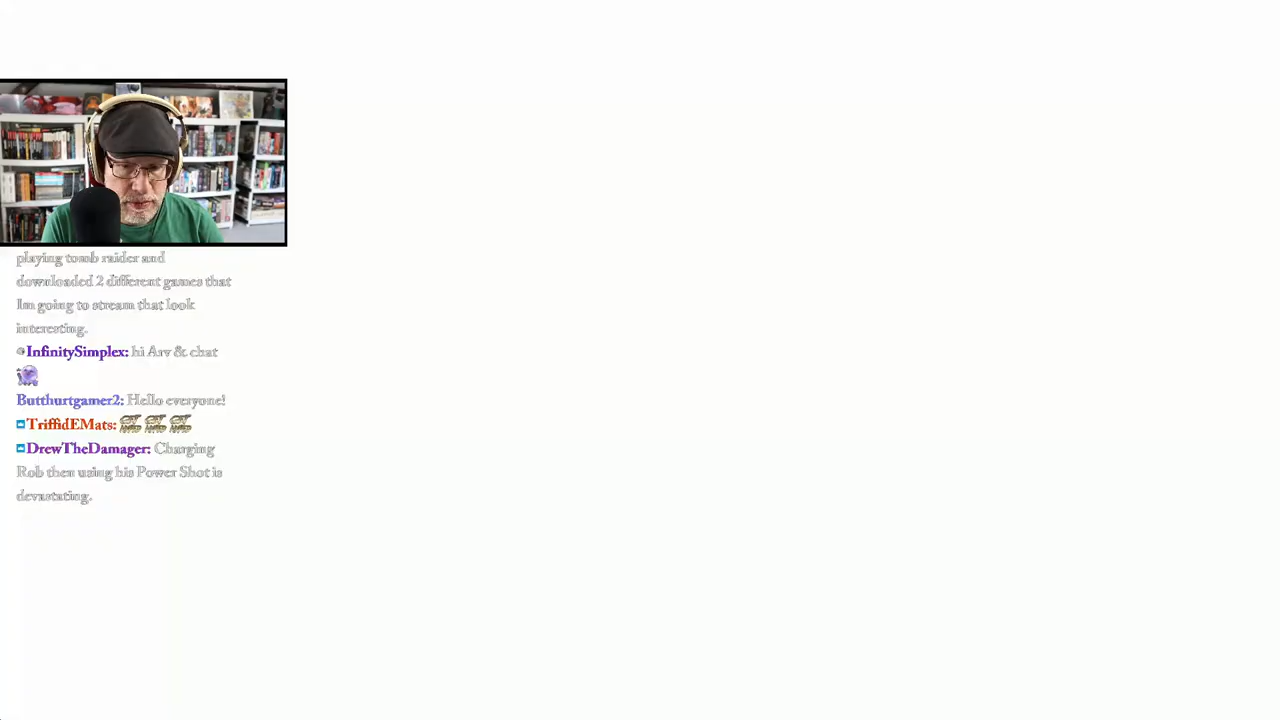 playing tomb raider and
downloaded 2 different games that
Im going to stream that look
interesting.
InfinitySimplex: hi Arv & chat
Butthurtgamer2: Hello everyone!
TriffidEMats:
DrewTheDamager: Charging
Rob then using his Power Shot is
devastating.